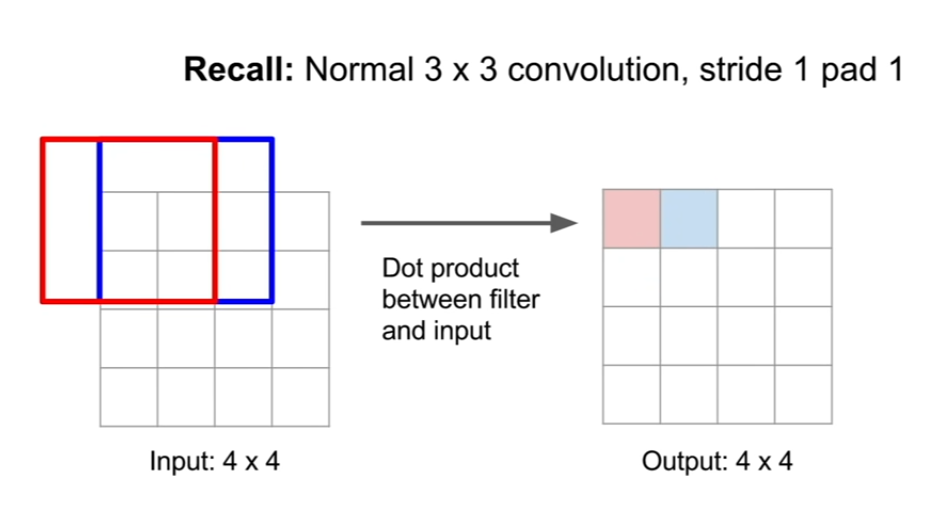 Recall: Normal 3 x 3 convolution, stride 1 pad 1
Dot product
between filter
and input
Input: 4 x 4
Output: 4 x 4